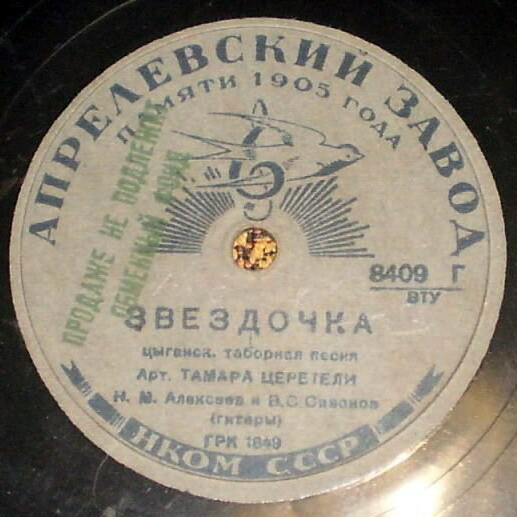 АПРЕЛЕВСКИЙ ЗАВОД
ПАМЯТИ 1905 ГОДА
ПРОДАЖЕ НЕ ПОДЛЕЖИТ
ОБМЕННЫЙ ФОНД
8409 Г
ВТУ
ЗВЕЗДОЧКА
цыганск. таборная песня
Арт. ТАМАРА ЦЕРЕТЕЛИ
Н. М. Алексеев и В. С. Сазонов
(гитары)
ГРК 1849
НКОМ СССР